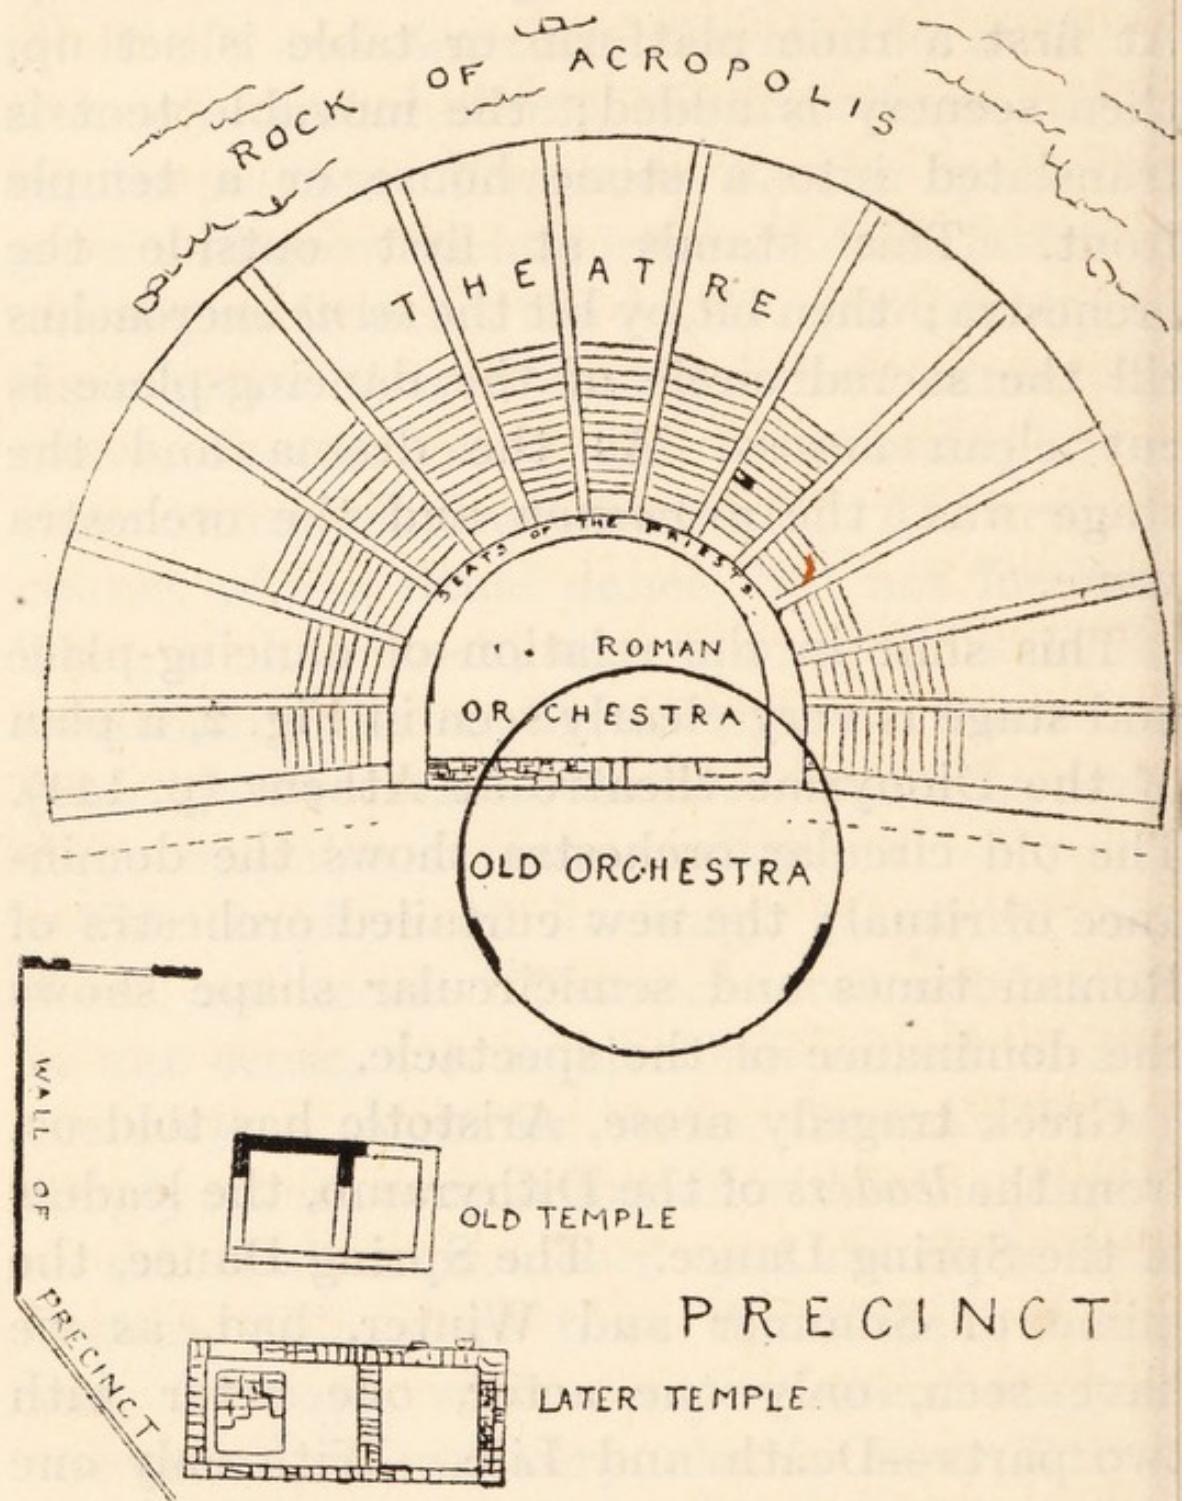 ROCK OF ACROPOLIS
THEATRE
SEATS OF THE PRIESTS
ROMAN
ORCHESTRA
OLD ORCHESTRA
WALL OF
PRECINCT
OLD TEMPLE
PRECINCT
LATER TEMPLE